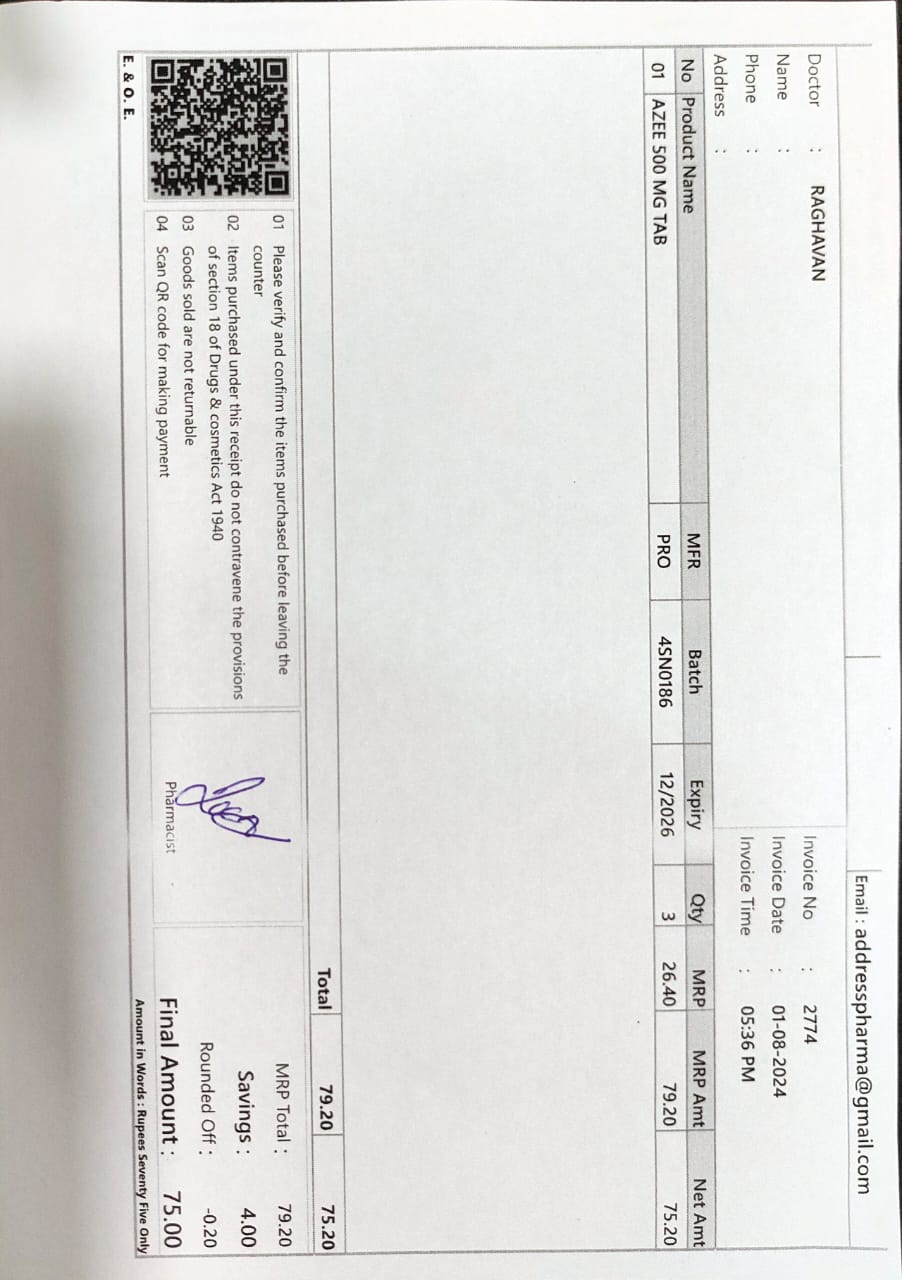 Email : addresspharma@gmail.com
Doctor : RAGHAVAN
Name :
Phone :
Address :
Invoice No : 2774
Invoice Date : 01-08-2024
Invoice Time : 05:36 PM
No Product Name MFR Batch Expiry Qty MRP MRP Amt Net Amt
01 AZEE 500 MG TAB PRO 4SN0186 12/2026 3 26.40 79.20 75.20
Total 79.20 75.20
01 Please verify and confirm the items purchased before leaving the
counter
02 Items purchased under this receipt do not contravene the provisions
of section 18 of Drugs & cosmetics Act 1940
03 Goods sold are not returnable
04 Scan QR code for making payment
E. & O. E.
Pharmacist
MRP Total : 79.20
Savings : 4.00
Rounded Off : -0.20
Final Amount : 75.00
Amount in Words : Rupees Seventy Five Only